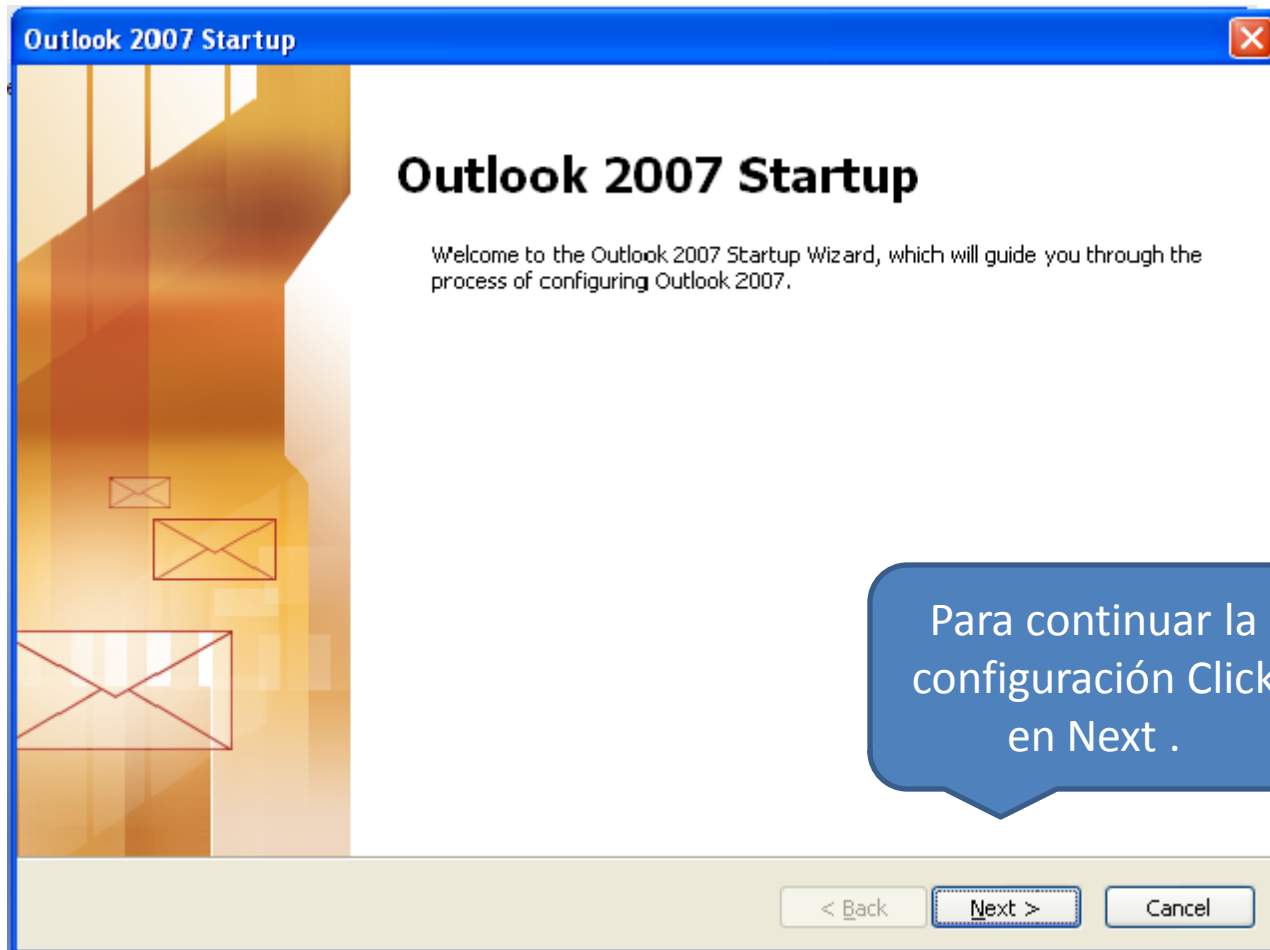 Outlook 2007 Startup
Outlook 2007 Startup
Welcome to the Outlook 2007 Startup Wizard, which will guide you through the
process of configuring Outlook 2007.
Para continuar la
configuración Click
en Next .
< Back
Next >
Cancel